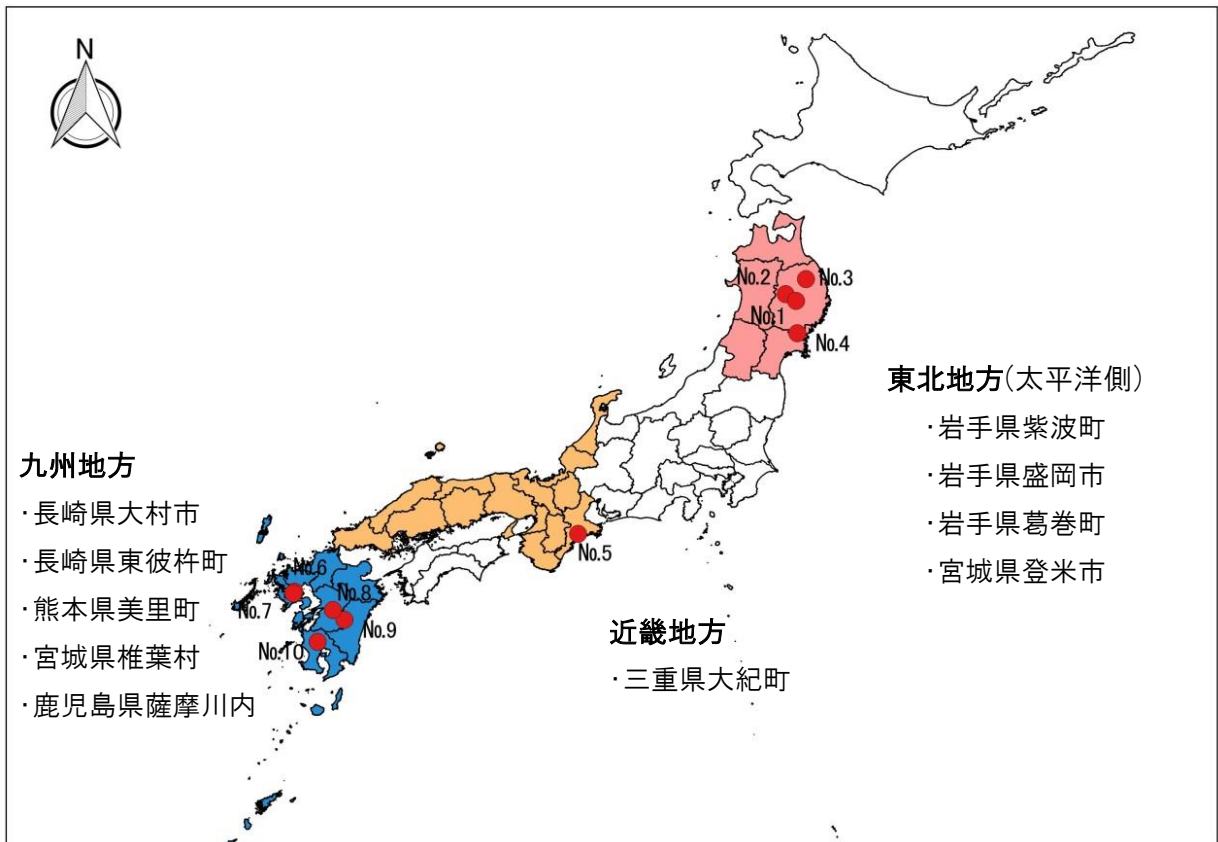 N
No.2
No.3
No.1
No.4
東北地方(太平洋側)
・岩手県紫波町
・岩手県盛岡市
・岩手県葛巻町
・宮城県登米市
九州地方
・長崎県大村市
・長崎県東彼杵町
・熊本県美里町
・宮城県椎葉村
・鹿児島県薩摩川内
No.5
No.6
No.7
No.8
No.9
No.10
近畿地方
・三重県大紀町